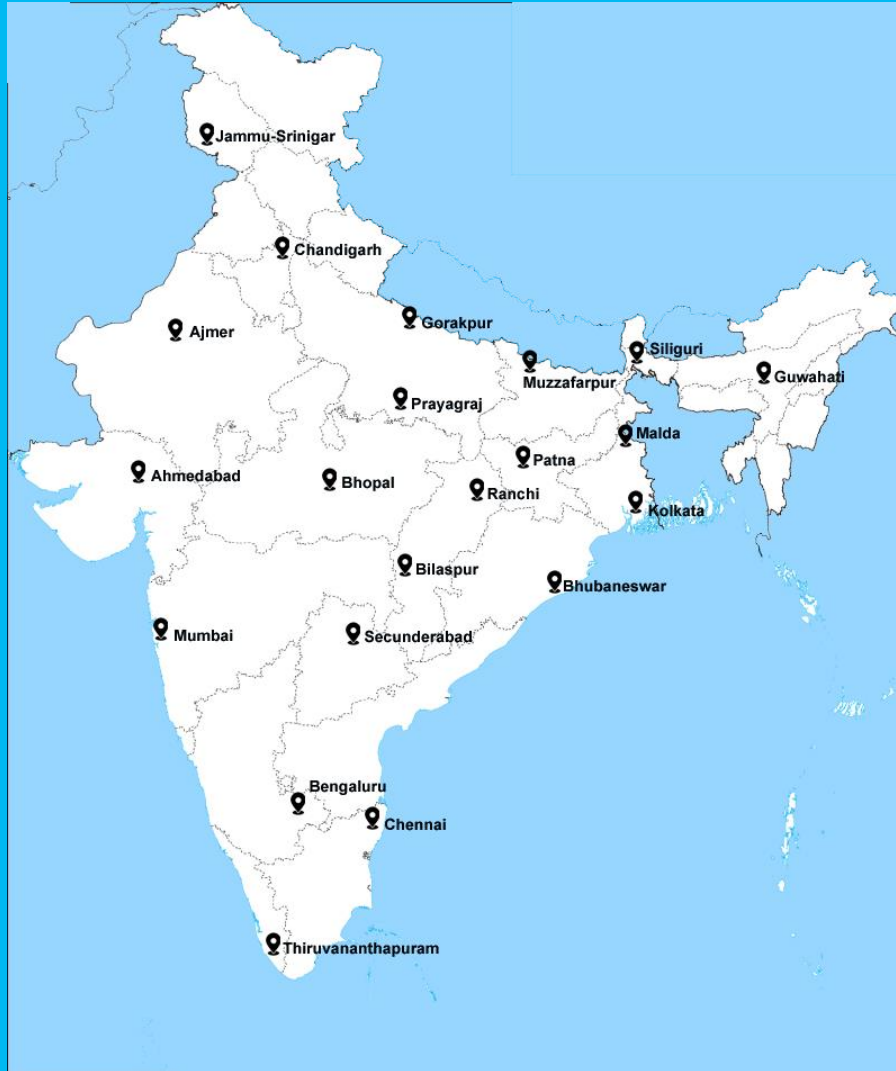 Jammu-Srinigar
Chandigarh
Ajmer
Gorakpur
Siliguri
Muzzafarpur
Guwahati
Prayagraj
Malda
Ahmedabad
Patna
Bhopal
Ranchi
Kolkata
Bilaspur
Bhubaneswar
Mumbai
Secunderabad
Bengaluru
Chennai
Thiruvananthapuram